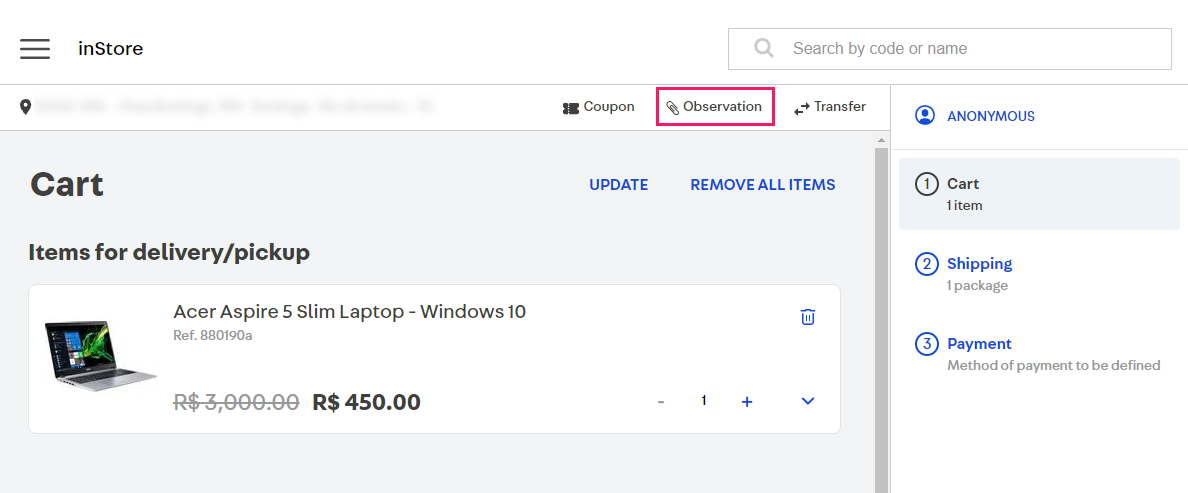 inStore
Search by code or name
Coupon
Observation
Transfer
ANONYMOUS
Cart
UPDATE
REMOVE ALL ITEMS
Items for delivery/pickup
Acer Aspire 5 Slim Laptop - Windows 10
Ref. 880190a
R$ 3,000.00 R$ 450.00
- 1 +
1 Cart
1 item
2 Shipping
1 package
3 Payment
Method of payment to be defined